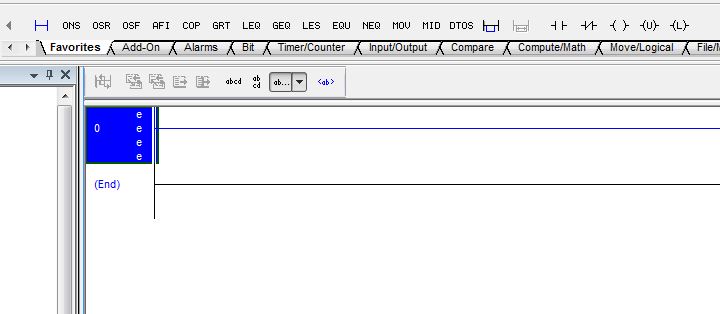 ONS OSR OSF AFI COP GRT LEQ GEQ LES EQU NEQ MOV MID DTOS (U) (L)
Favorites Add-On Alarms Bit Timer/Counter Input/Output Compare Compute/Math Move/Logical File/M
abcd ab cd ab... <ab>
e
0 e
e
e
(End)